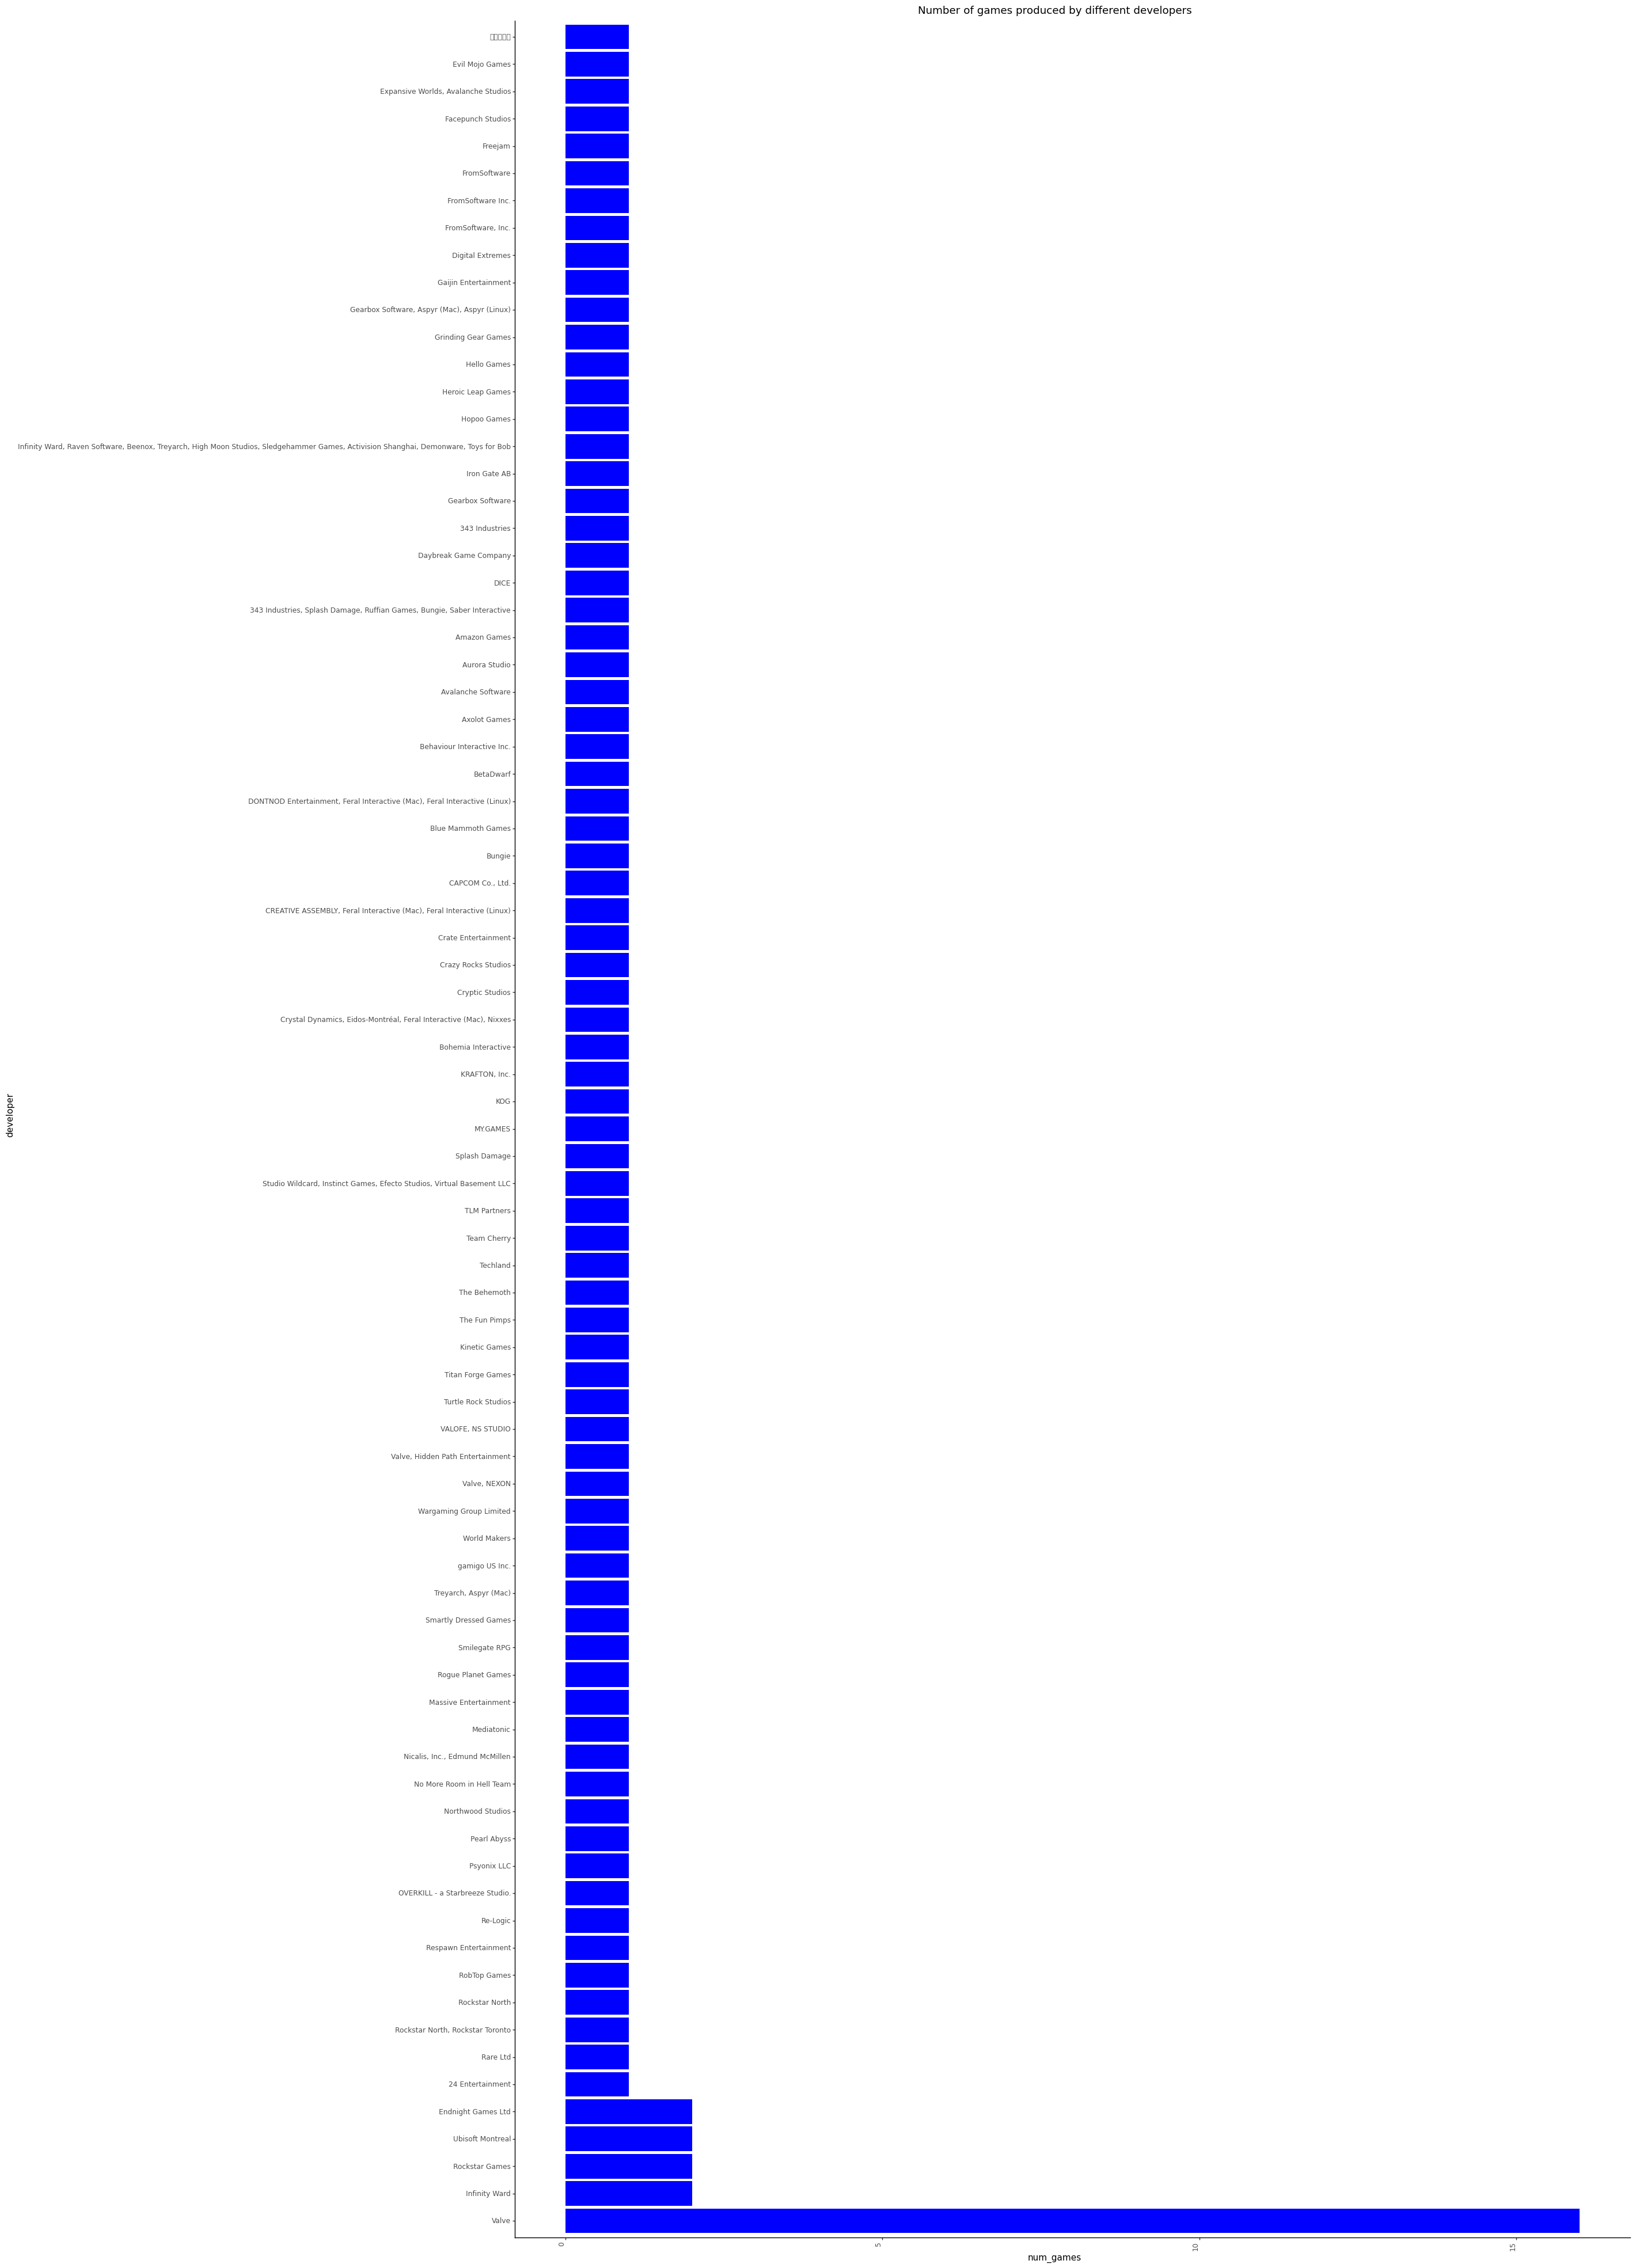 Number of games produced by different developers
Evil Mojo Games
Expansive Worlds, Avalanche Studios
Facepunch Studios
Freejam
FromSoftware
FromSoftware Inc.
FromSoftware, Inc.
Digital Extremes
Gaijin Entertainment
Gearbox Software, Aspyr (Mac), Aspyr (Linux)
Grinding Gear Games
Hello Games
Heroic Leap Games
Hopoo Games
Infinity Ward, Raven Software, Beenox, Treyarch, High Moon Studios, Sledgehammer Games, Activision Shanghai, Demonware, Toys for Bob
Iron Gate AB
Gearbox Software
343 Industries
Daybreak Game Company
DICE
343 Industries, Splash Damage, Ruffian Games, Bungie, Saber Interactive
Amazon Games
Aurora Studio
Avalanche Software
Axolot Games
Behaviour Interactive Inc.
BetaDwarf
DONTNOD Entertainment, Feral Interactive (Mac), Feral Interactive (Linux)
Blue Mammoth Games
Bungie
CAPCOM Co., Ltd.
CREATIVE ASSEMBLY, Feral Interactive (Mac), Feral Interactive (Linux)
Crate Entertainment
Crazy Rocks Studios
Cryptic Studios
Crystal Dynamics, Eidos-Montréal, Feral Interactive (Mac), Nixxes
Bohemia Interactive
KRAFTON, Inc.
KOG
MY.GAMES
Splash Damage
Studio Wildcard, Instinct Games, Efecto Studios, Virtual Basement LLC
TLM Partners
Team Cherry
Techland
The Behemoth
The Fun Pimps
Kinetic Games
Titan Forge Games
Turtle Rock Studios
VALOFE, NS STUDIO
Valve, Hidden Path Entertainment
Valve, NEXON
Wargaming Group Limited
World Makers
gamigo US Inc.
Treyarch, Aspyr (Mac)
Smartly Dressed Games
Smilegate RPG
Rogue Planet Games
Massive Entertainment
Mediatonic
Nicalis, Inc., Edmund McMillen
No More Room in Hell Team
Northwood Studios
Pearl Abyss
Psyonix LLC
OVERKILL - a Starbreeze Studio.
Re-Logic
Respawn Entertainment
RobTop Games
Rockstar North
Rockstar North, Rockstar Toronto
Rare Ltd
24 Entertainment
Endnight Games Ltd
Ubisoft Montreal
Rockstar Games
Infinity Ward
Valve
developer
0 5 10 15
num_games